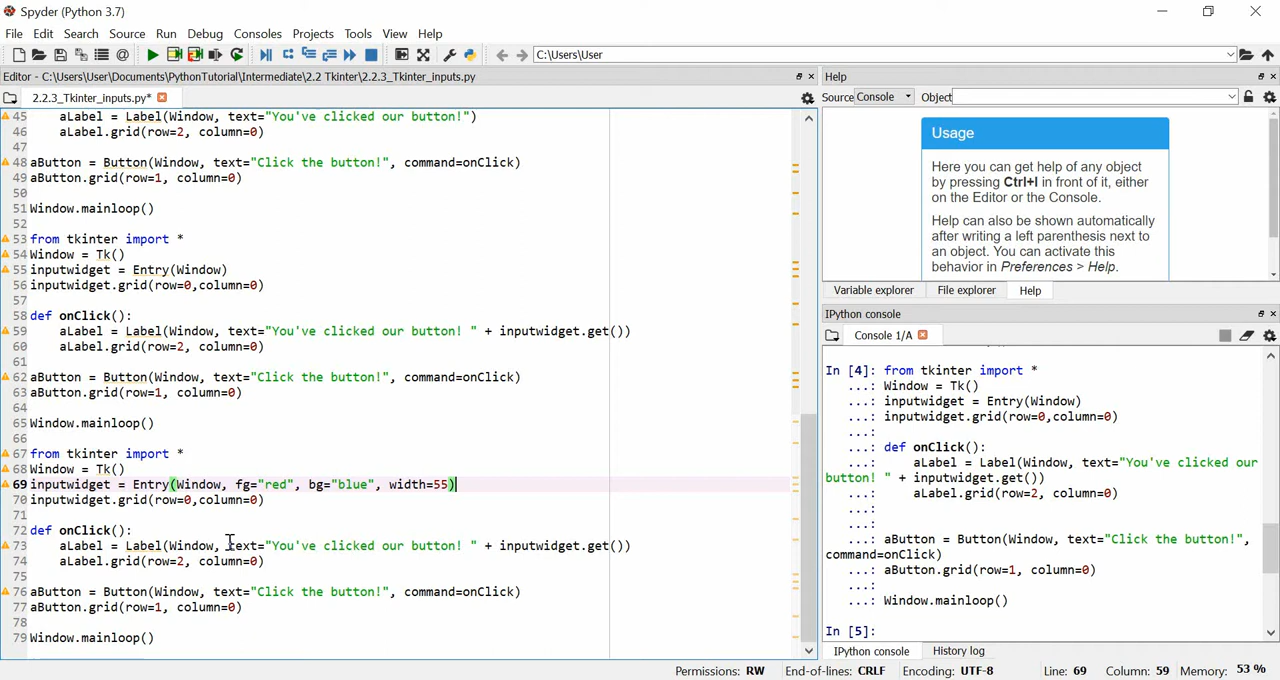 Spyder (Python 3.7)
File Edit Search Source Run Debug Consoles Projects Tools View Help
C:\Users\User
Editor - C:\Users\User\Documents\PythonTutorial\Intermediate\2.2 Tkinter\2.2.3_Tkinter_inputs.py
2.2.3_Tkinter_inputs.py*
45 aLabel = Label(Window, text="You've clicked our button!")
46 aLabel.grid(row=2, column=0)
47
48 aButton = Button(Window, text="Click the button!", command=onClick)
49 aButton.grid(row=1, column=0)
50
51 Window.mainloop()
52
53 from tkinter import *
54 Window = Tk()
55 inputwidget = Entry(Window)
56 inputwidget.grid(row=0,column=0)
57
58 def onClick():
59 aLabel = Label(Window, text="You've clicked our button! " + inputwidget.get())
60 aLabel.grid(row=2, column=0)
61
62 aButton = Button(Window, text="Click the button!", command=onClick)
63 aButton.grid(row=1, column=0)
64
65 Window.mainloop()
66
67 from tkinter import *
68 Window = Tk()
69 inputwidget = Entry(Window, fg="red", bg="blue", width=55)
70 inputwidget.grid(row=0,column=0)
71
72 def onClick():
73 aLabel = Label(Window, text="You've clicked our button! " + inputwidget.get())
74 aLabel.grid(row=2, column=0)
75
76 aButton = Button(Window, text="Click the button!", command=onClick)
77 aButton.grid(row=1, column=0)
78
79 Window.mainloop()
Help
Source Console Object
Usage
Here you can get help of any object
by pressing Ctrl+I in front of it, either
on the Editor or the Console.
Help can also be shown automatically
after writing a left parenthesis next to
an object. You can activate this
behavior in Preferences > Help.
Variable explorer File explorer Help
IPython console
Console 1/A
In [4]: from tkinter import *
...: Window = Tk()
...: inputwidget = Entry(Window)
...: inputwidget.grid(row=0,column=0)
...:
...: def onClick():
...: aLabel = Label(Window, text="You've clicked our
button! " + inputwidget.get())
...: aLabel.grid(row=2, column=0)
...:
...:
...: aButton = Button(Window, text="Click the button!",
command=onClick)
...: aButton.grid(row=1, column=0)
...:
...: Window.mainloop()
In [5]:
IPython console History log
Permissions: RW End-of-lines: CRLF Encoding: UTF-8 Line: 69 Column: 59 Memory: 53 %